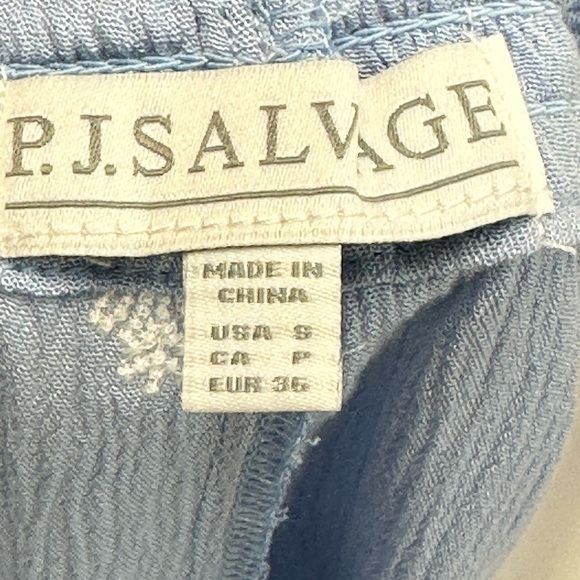 P.J.SALVAGE
MADE IN
CHINA
USA S
CA P
EUR 36